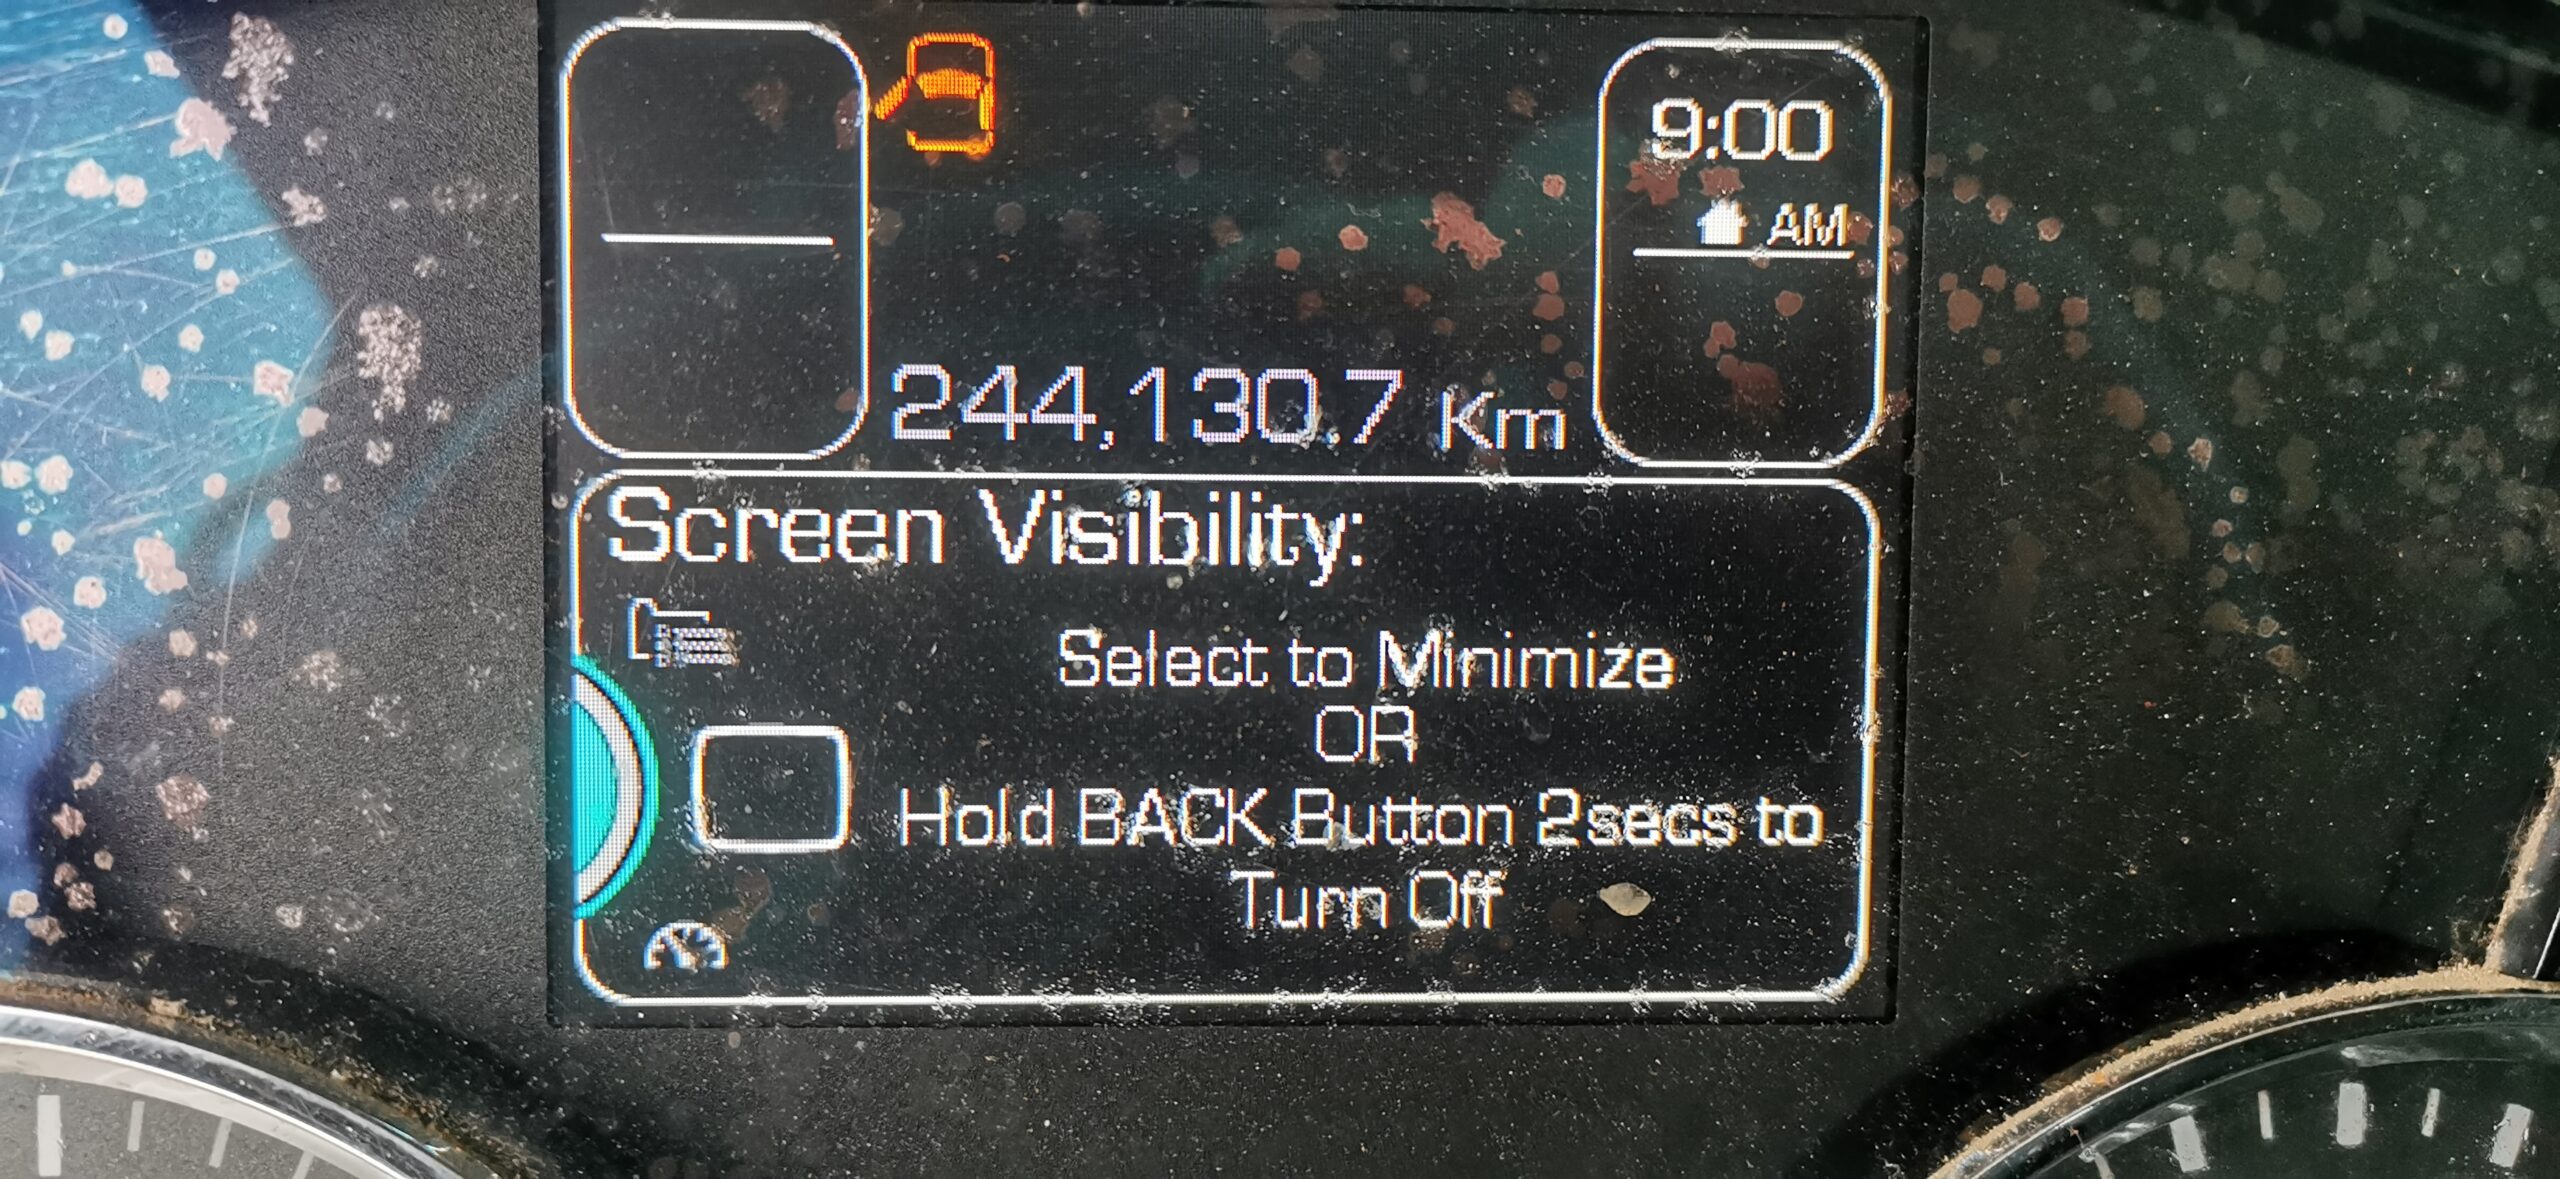 9:00
AM
244,130.7 Km
Screen Visibility:
Select to Minimize
OR
Hold BACK Button 2secs to
Turn Off